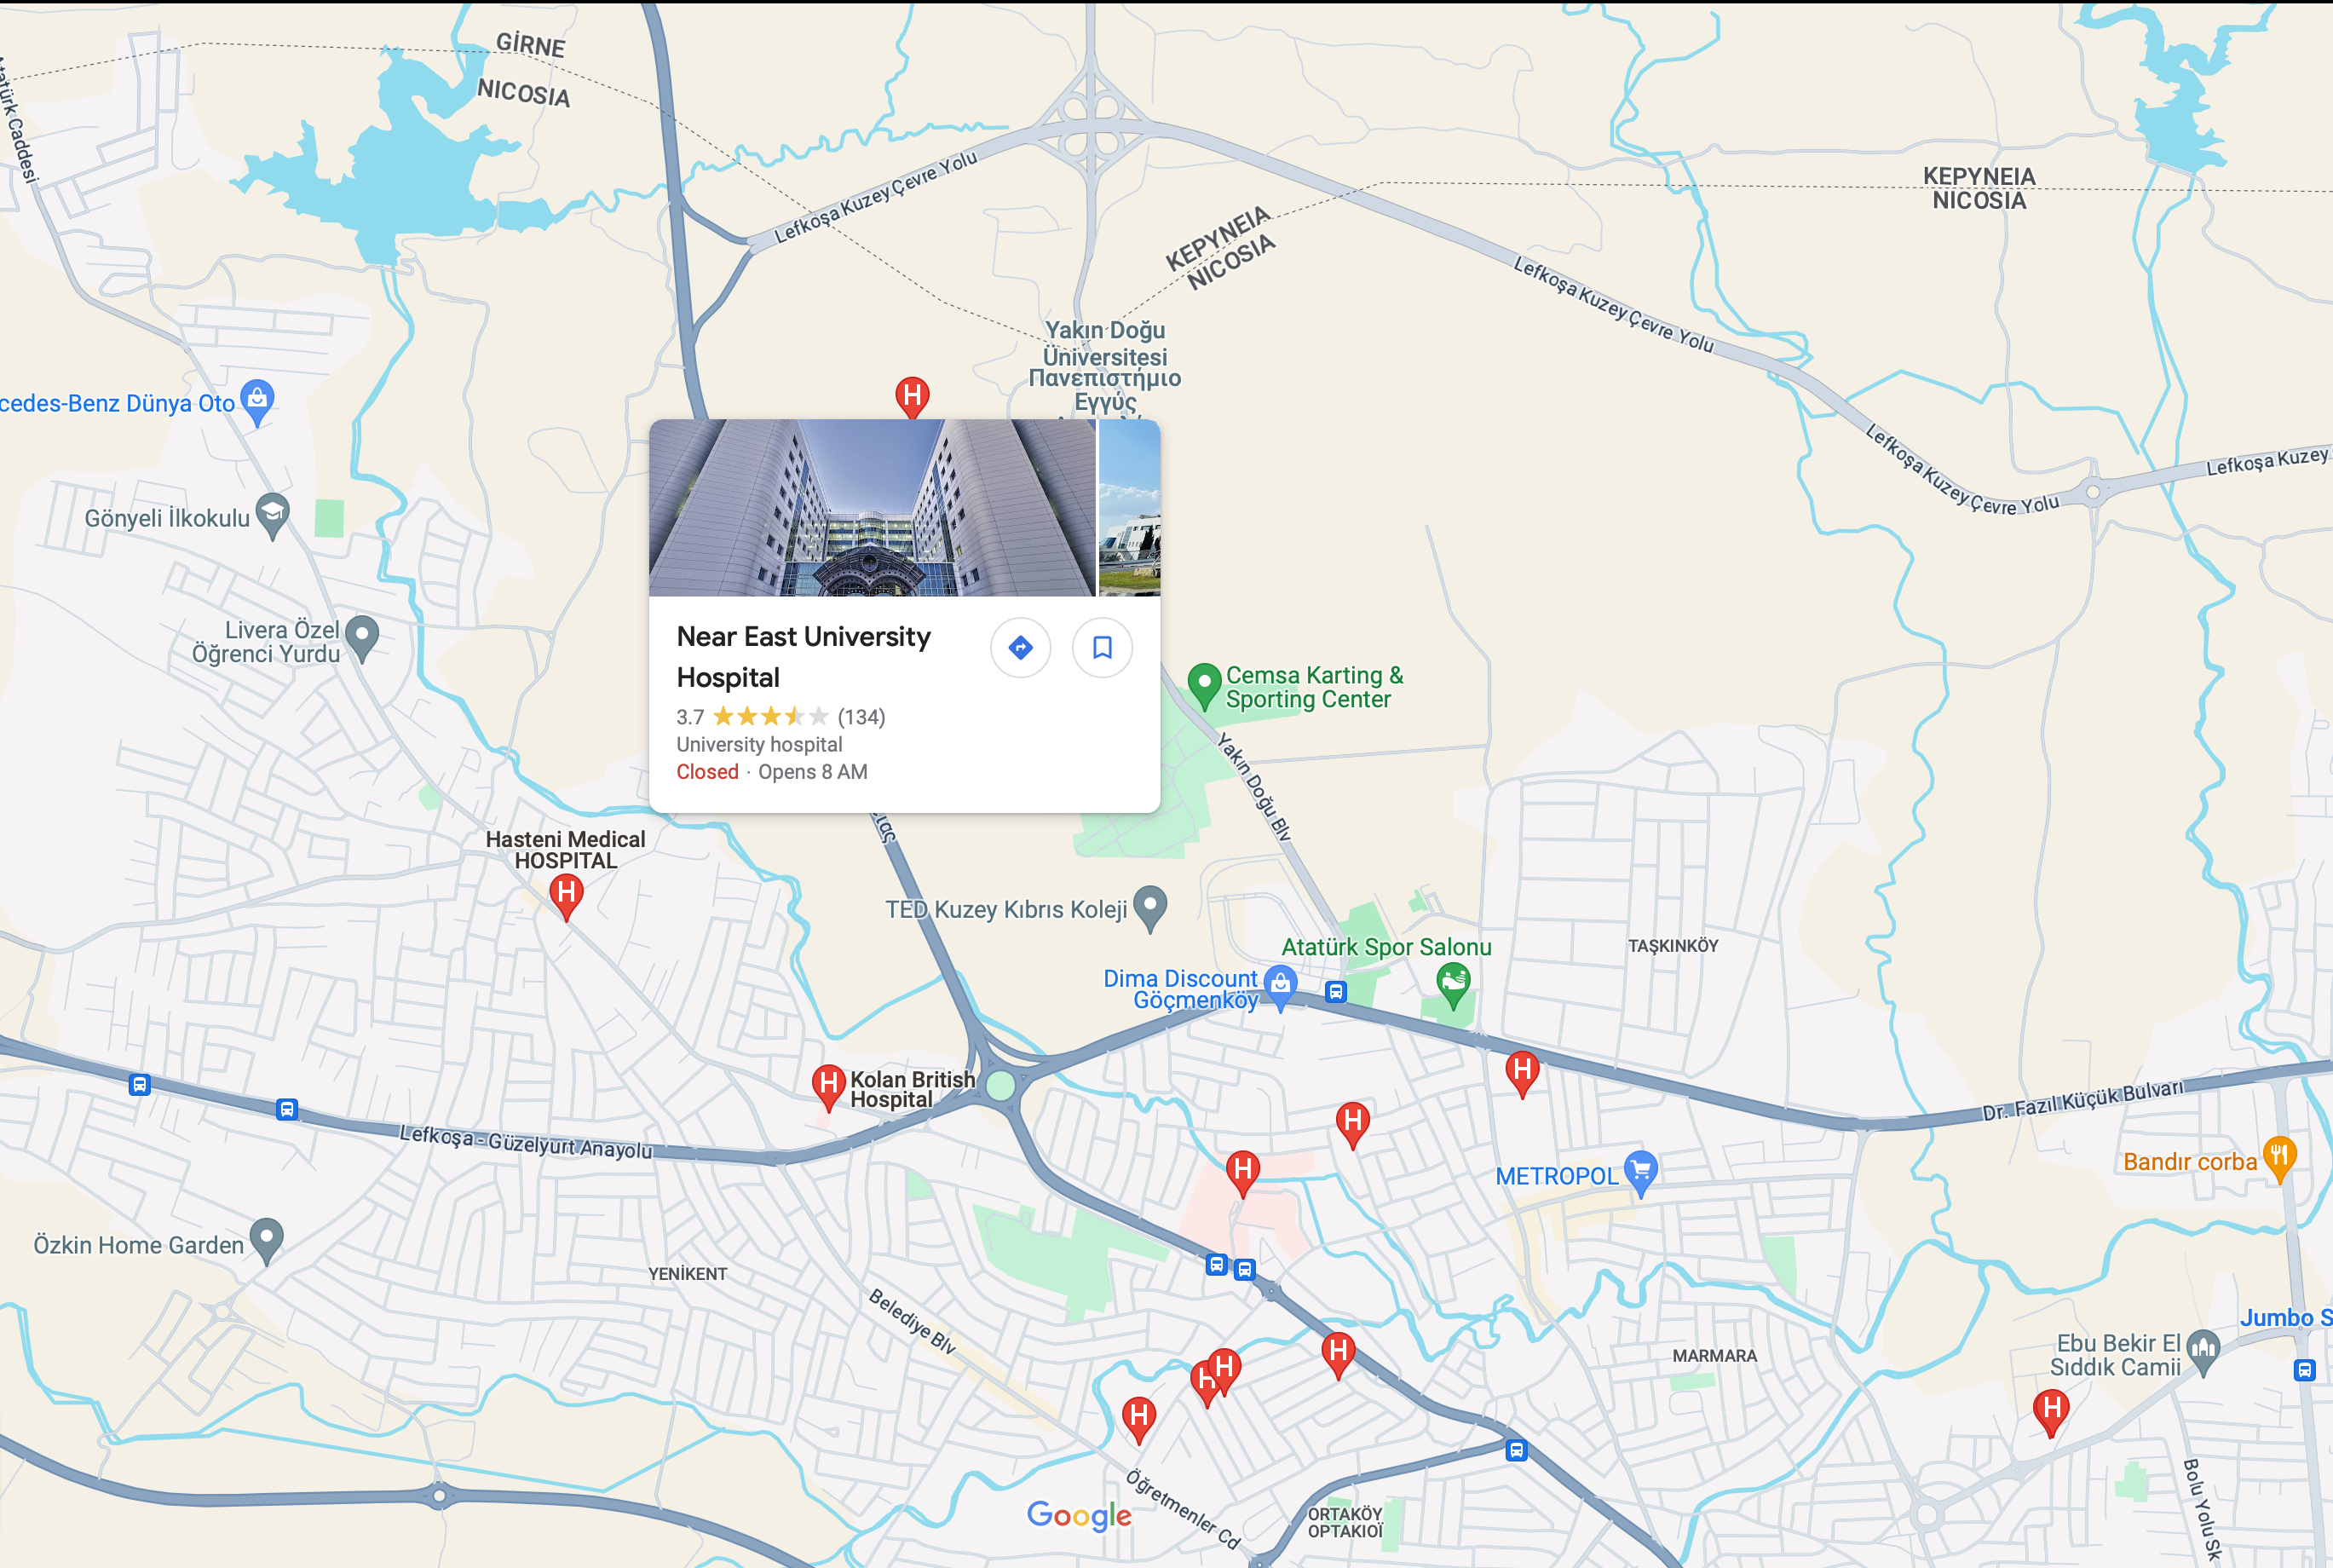 GİRNE
NICOSIA
Atatürk Caddesi
Lefkoşa Kuzey Çevre Yolu
KEPYNEIA
NICOSIA
KEPYNEIA
NICOSIA
Lefkoşa Kuzey Çevre Yolu
Yakın Doğu
Üniversitesi
Πανεπιστήμιο
Εγγύς
cedes-Benz Dünya Oto
H
Lefkoşa Kuzey Çevre Yolu
Lefkoşa Kuzey
Gönyeli İlkokulu
Livera Özel
Öğrenci Yurdu
Near East University
Hospital
3.7 (134)
University hospital
Closed · Opens 8 AM
Cemsa Karting &
Sporting Center
Yakın Doğu Blv
Hasteni Medical
HOSPITAL
H
TED Kuzey Kıbrıs Koleji
Atatürk Spor Salonu
TAŞKINKÖY
Dima Discount
Göçmenköy
H
Kolan British
Hospital
H
H
H
Dr. Fazıl Küçük Bulvarı
Lefkoşa - Güzelyurt Anayolu
METROPOL
Bandır corba
Özkin Home Garden
YENİKENT
Belediye Blv
Jumbo S
MARMARA
Ebu Bekir El
Sıddık Camii
H
H
H
H
H
Öğretmenler Cd
Bolu Yolu Sk
Google
ORTAKÖY
ΟΡΤΑΚΙΟΪ